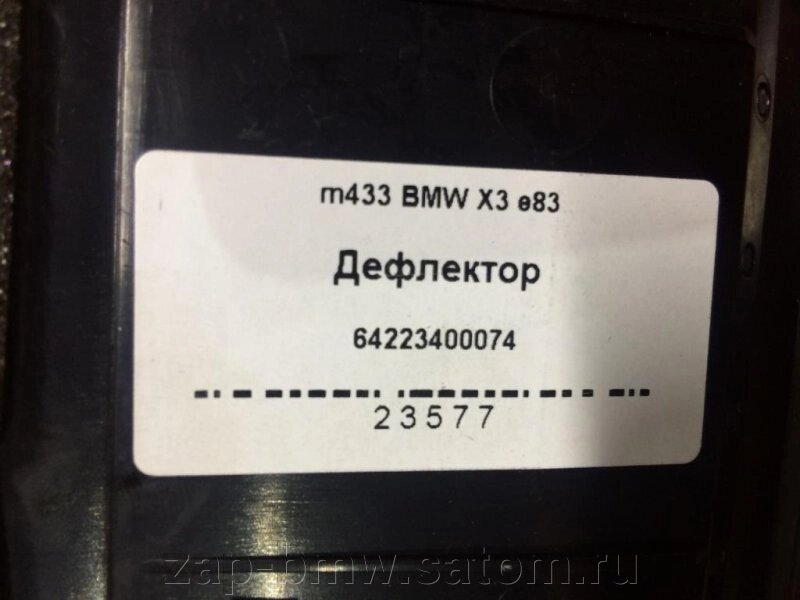 m433 BMW X3 e83
Дефлектор
64223400074
23577
zap-bmw.satom.ru